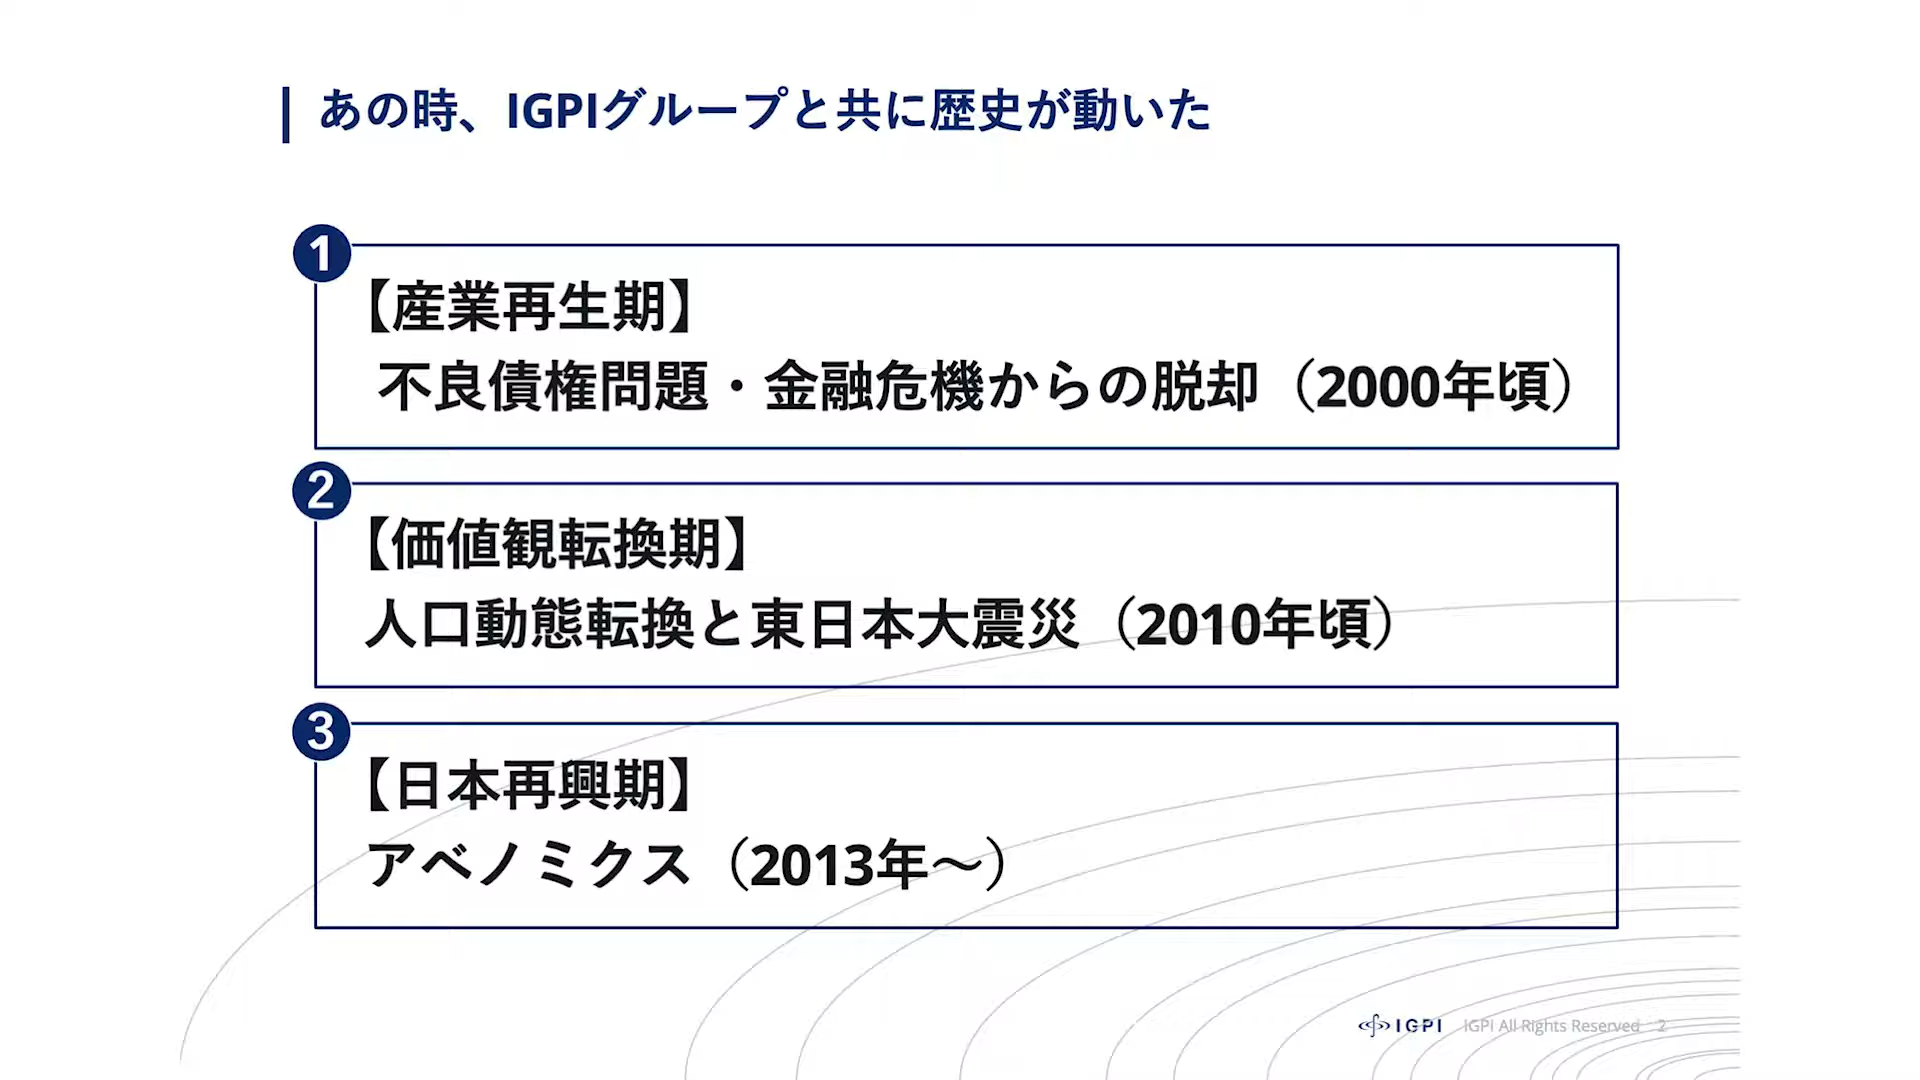 あの時、IGPIグループと共に歴史が動いた
1
【産業再生期】
不良債権問題・金融危機からの脱却（2000年頃）
2
【価値観転換期】
人口動態転換と東日本大震災（2010年頃）
3
【日本再興期】
アベノミクス（2013年～）
IGPI IGPI All Rights Reserved 2